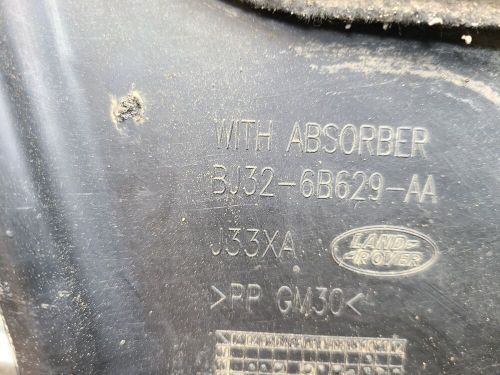 WITH ABSORBER
BJ32-6B629-AA
J33XA
LAND-
-ROVER
>PP GM30<